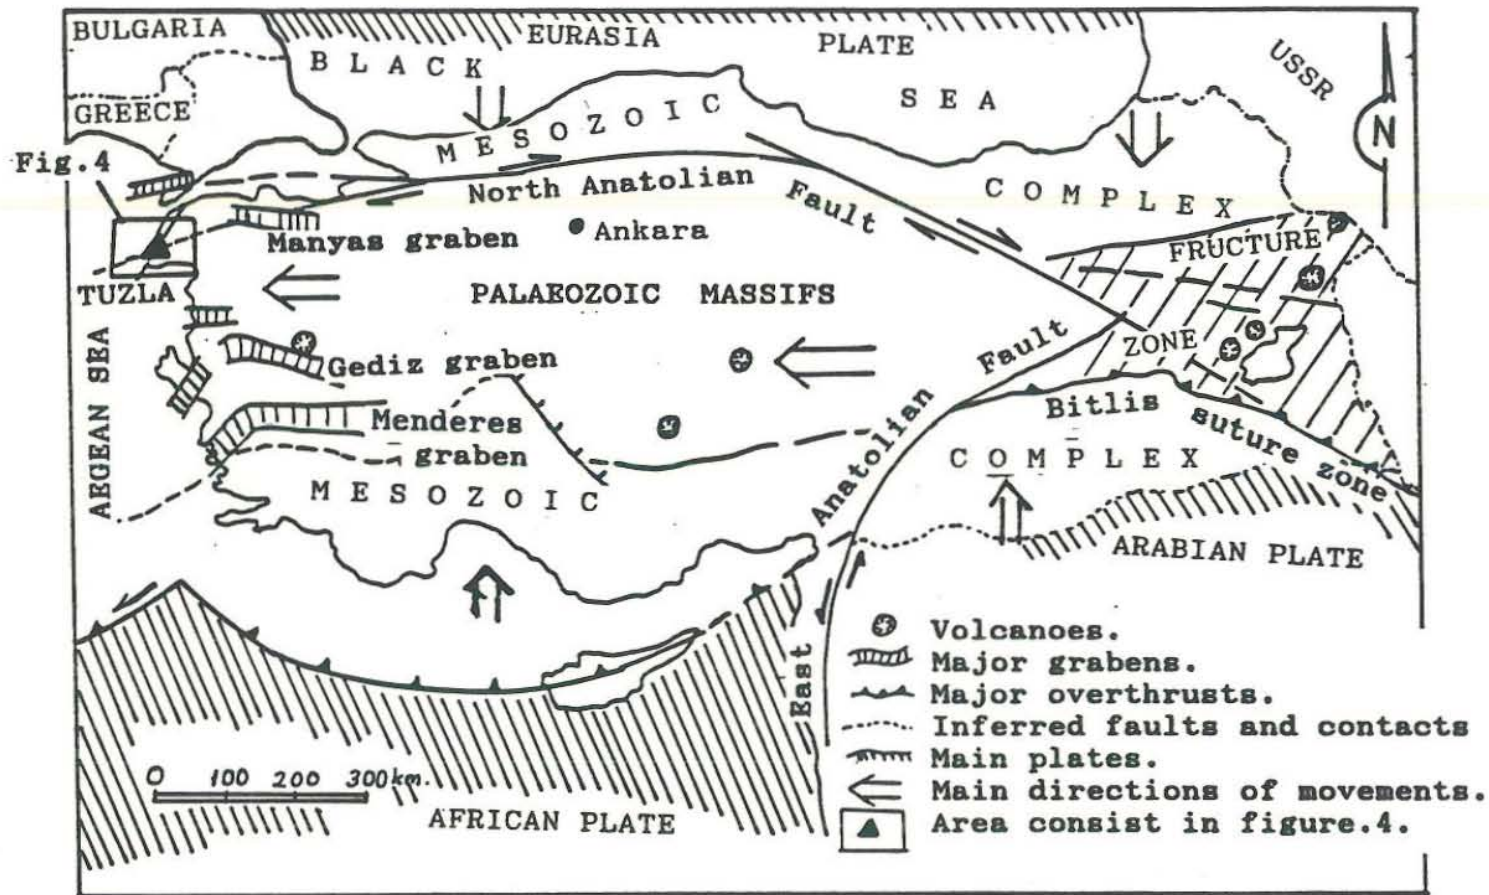 BULGARIA
EURASIA PLATE
BLACK SEA
USSR
GREECE
MESOZOIC COMPLEX
N
Fig.4
North Anatolian Fault
Manyas graben
Ankara
FRUCTURE ZONE
TUZLA
PALAEOZOIC MASSIFS
AEGEAN SEA
Gediz graben
Menderes
graben
East Anatolian Fault
Bitlis suture zone
MESOZOIC COMPLEX
ARABIAN PLATE
Volcanoes.
Major grabens.
Major overthrusts.
Inferred faults and contacts
Main plates.
Main directions of movements.
Area consist in figure.4.
0 100 200 300km.
AFRICAN PLATE